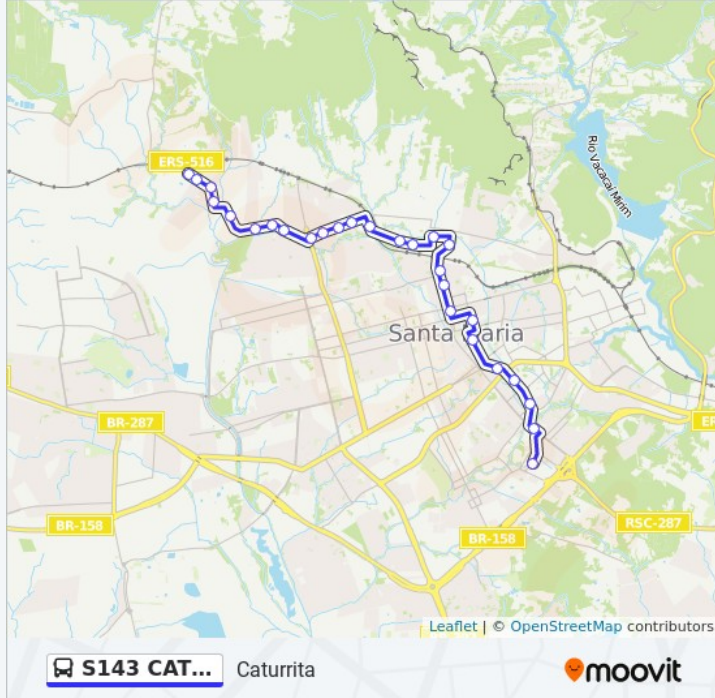 ERS-516
Rio Vacacaí Mirim
Santa Maria
BR-287
ER
BR-158
RSC-287
BR-158
Leaflet | © OpenStreetMap contributors
S143 CAT... Caturrita
moovit